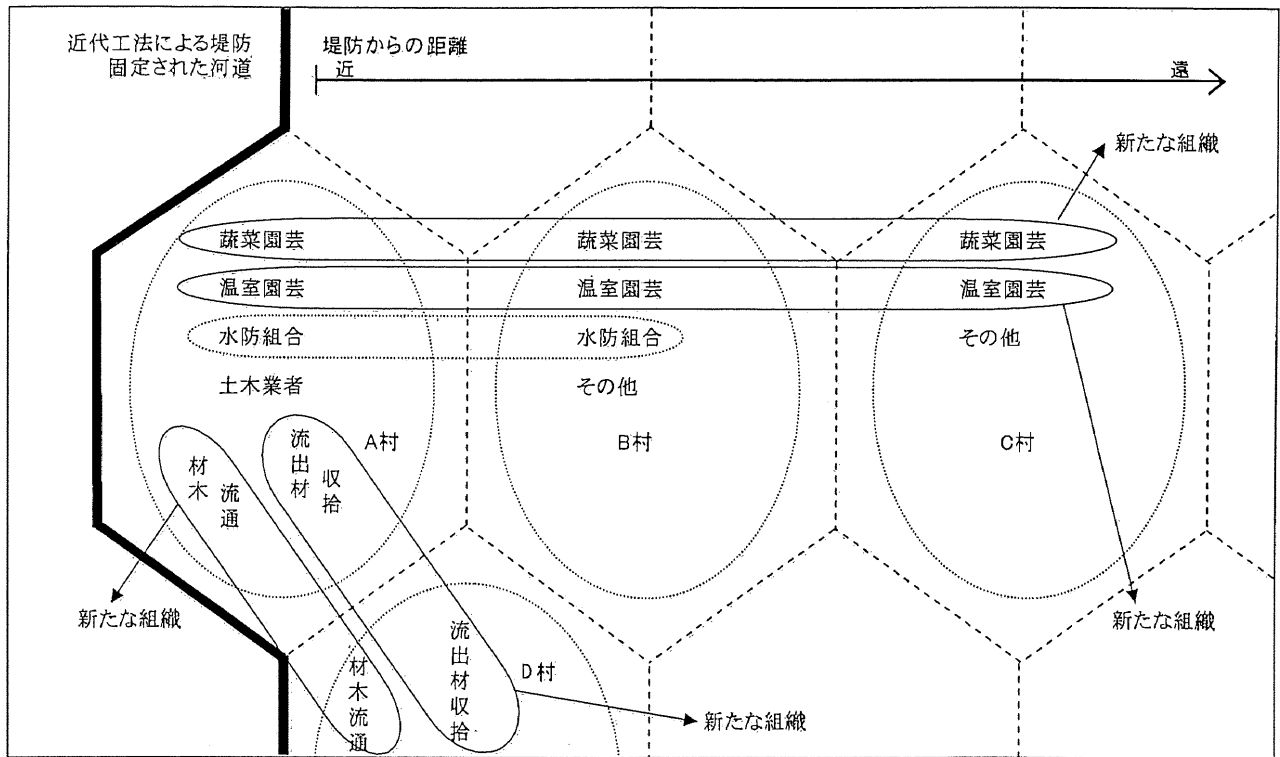 近代工法による堤防
固定された河道
堤防からの距離
近
遠
新たな組織
蔬菜園芸
蔬菜園芸
蔬菜園芸
温室園芸
温室園芸
温室園芸
水防組合
水防組合
その他
土木業者
その他
A村
B村
C村
流出材
収拾
材木
流通
新たな組織
新たな組織
流出材収拾
D村
材木流通
新たな組織